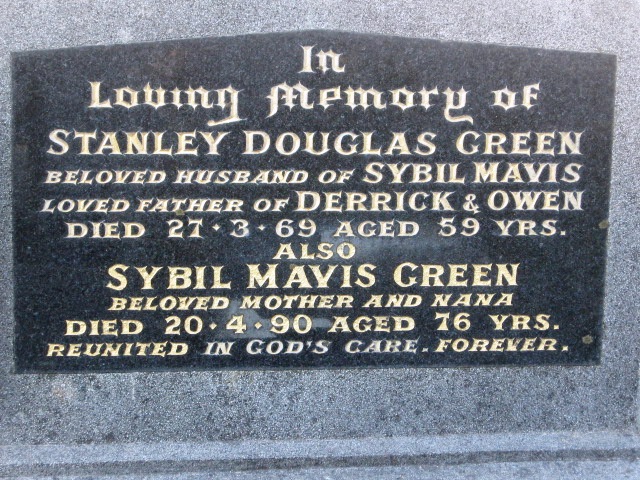 In
Loving Memory of
STANLEY DOUGLAS GREEN
BELOVED HUSBAND OF SYBIL MAVIS
LOVED FATHER OF DERRICK & OWEN
DIED 27·3·69 AGED 59 YRS.
ALSO
SYBIL MAVIS GREEN
BELOVED MOTHER AND NANA
DIED 20·4·90 AGED 76 YRS.
REUNITED IN GOD'S CARE. FOREVER.